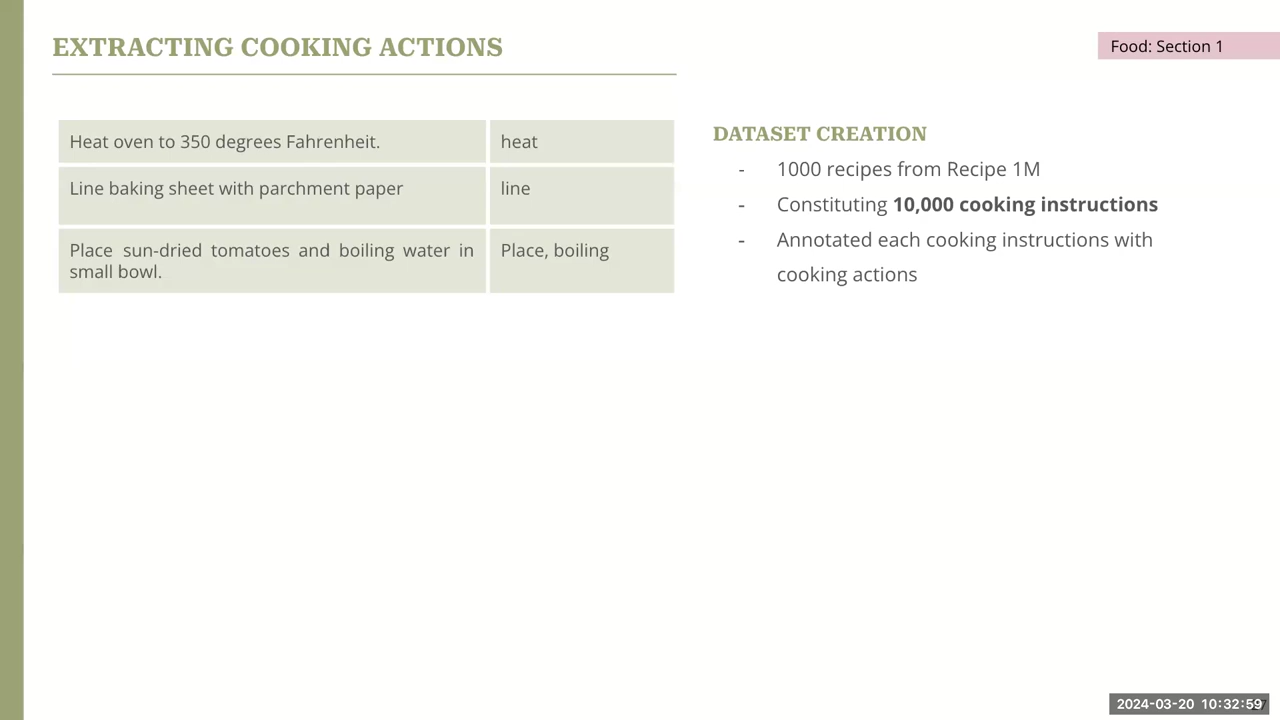 EXTRACTING COOKING ACTIONS
Food: Section 1
Heat oven to 350 degrees Fahrenheit.
heat
Line baking sheet with parchment paper
line
Place sun-dried tomatoes and boiling water in
small bowl.
Place, boiling
DATASET CREATION
- 1000 recipes from Recipe 1M
- Constituting 10,000 cooking instructions
- Annotated each cooking instructions with
cooking actions
2024-03-20 10:32:59